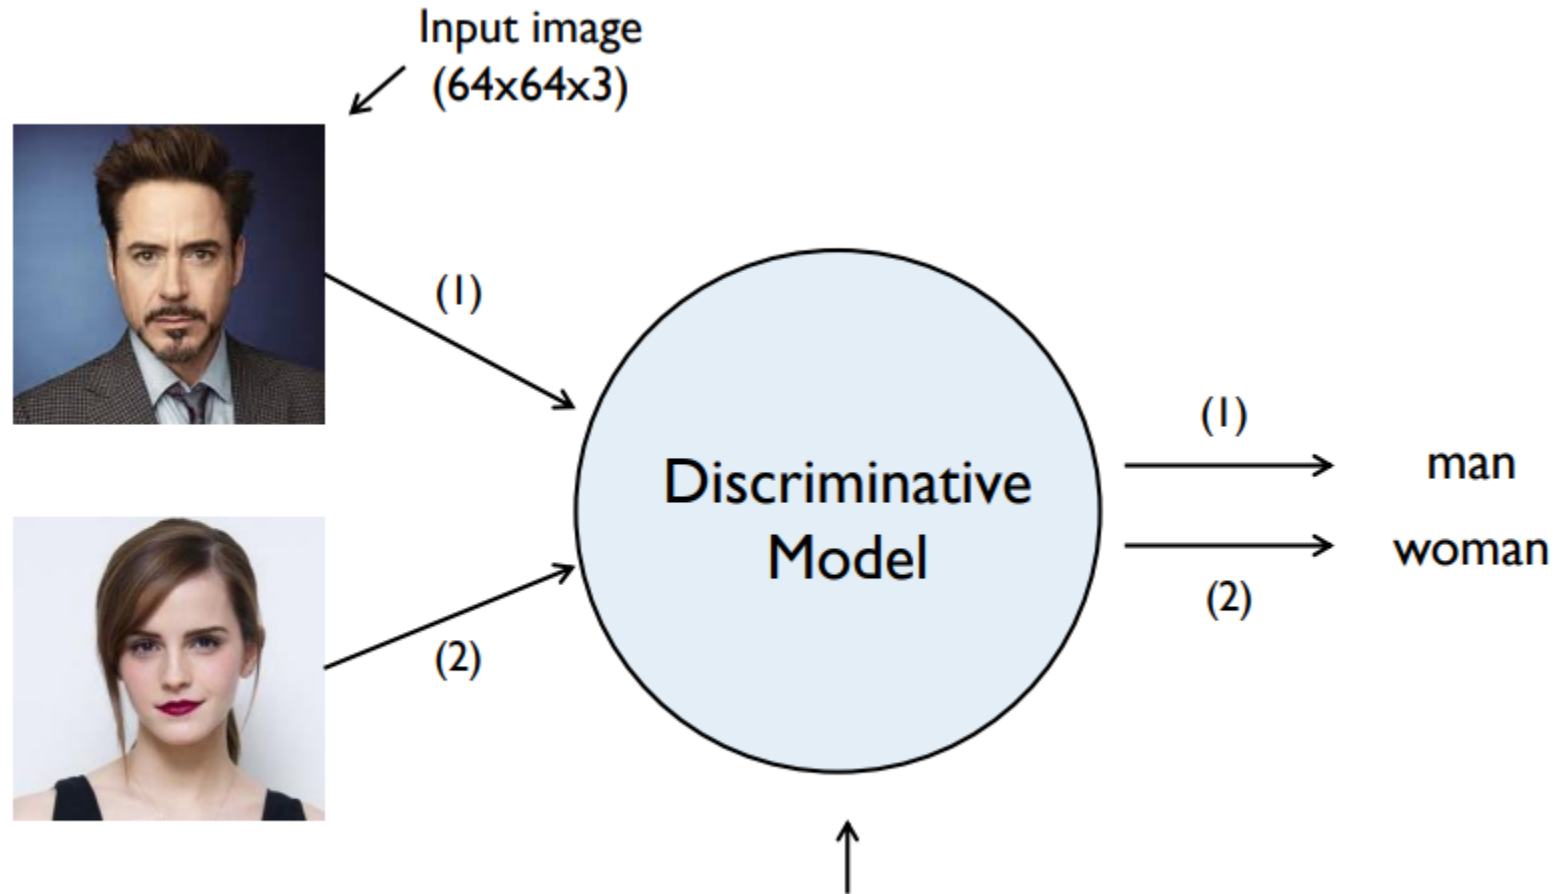 Input image
(64x64x3)
(1)
(1)
Discriminative
Model
man
woman
(2)
(2)